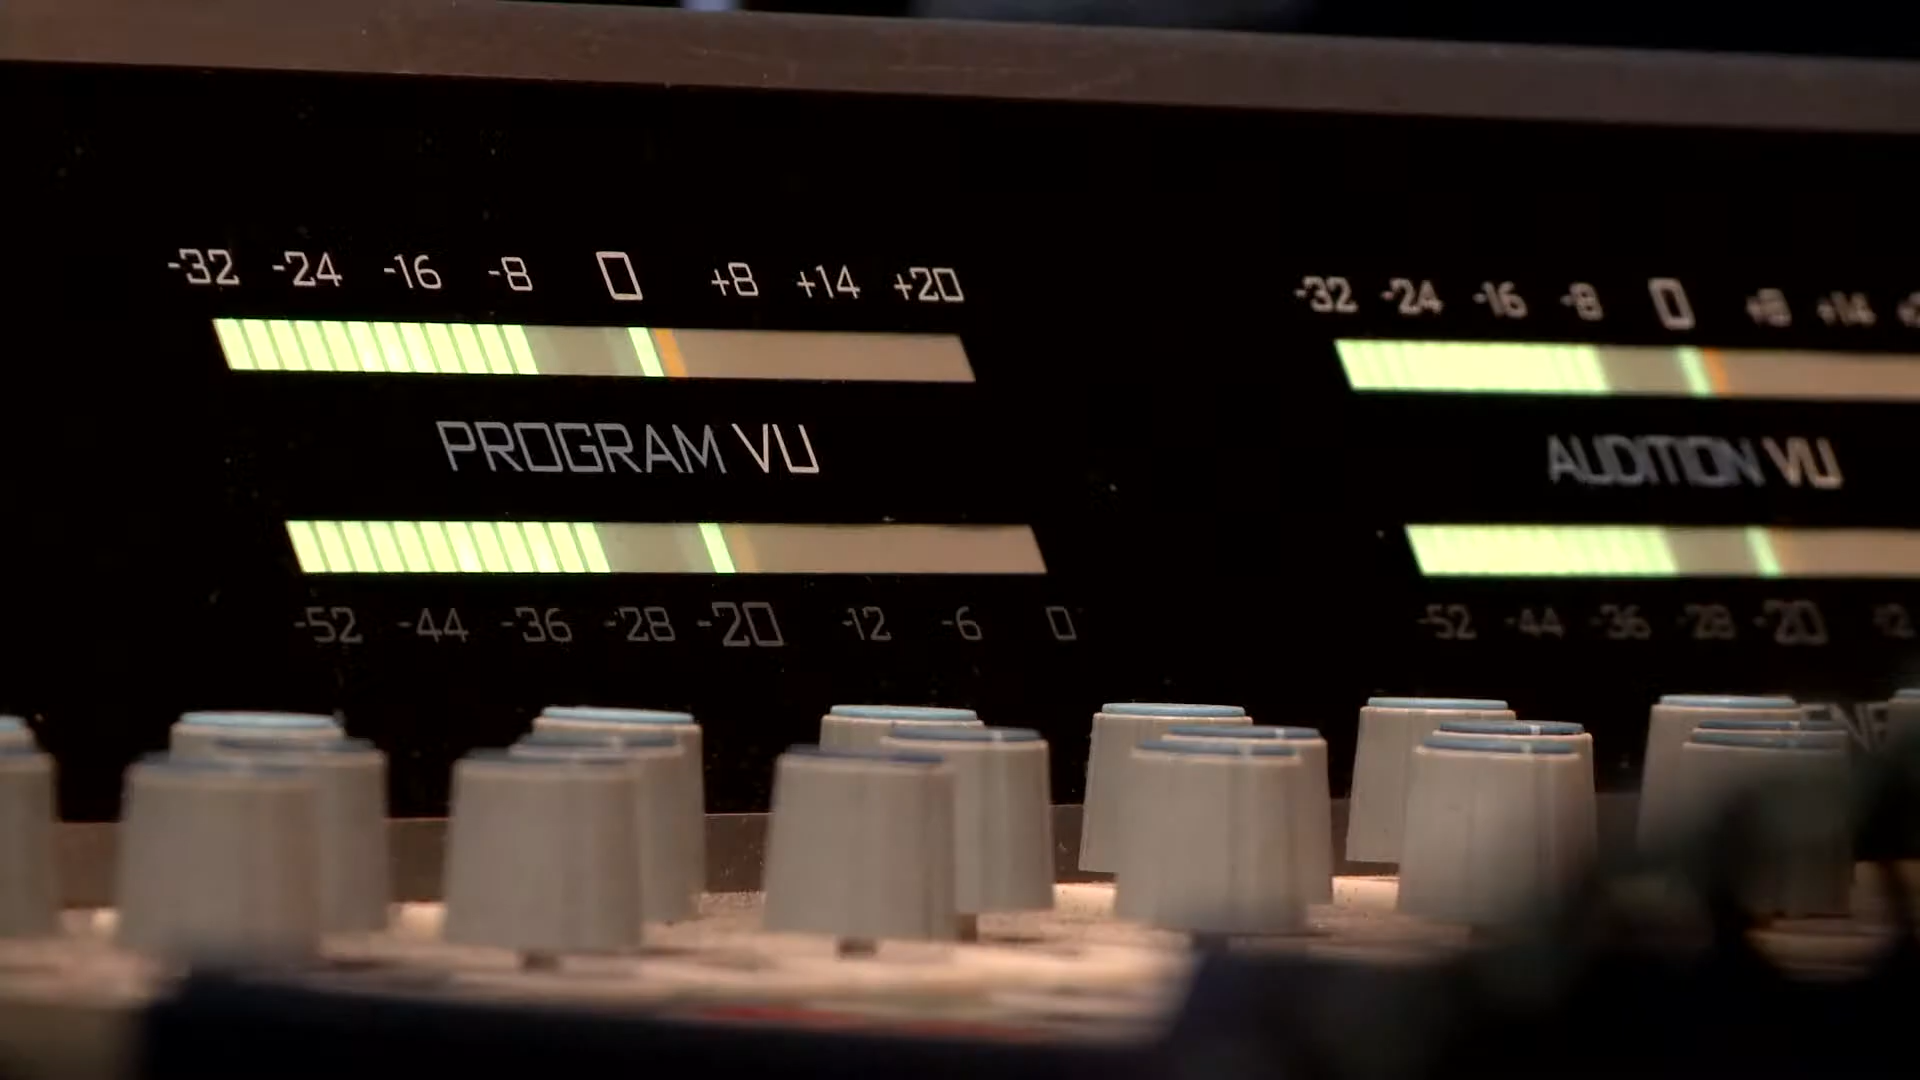 -32 -24 -16 -8 0 +8 +14 +20
PROGRAM VU
-52 -44 -36 -28 -20 -12 -6 0
-32 -24 -16 -8 0 +8 +14
AUDITION VU
-52 -44 -36 -28 -20 -12